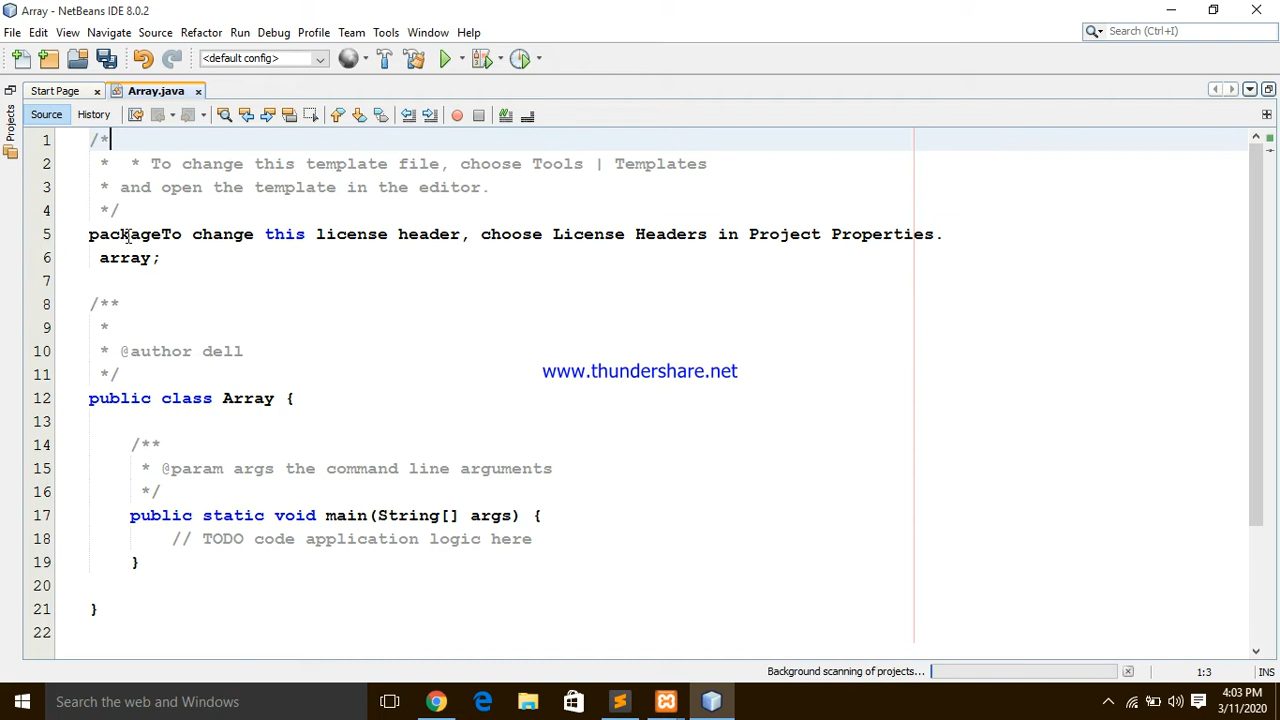 Array - NetBeans IDE 8.0.2
File Edit View Navigate Source Refactor Run Debug Profile Team Tools Window Help
Search (Ctrl+I)
<default config>
Start Page Array.java
Projects
Source History
1 /*
2 * * To change this template file, choose Tools | Templates
3 * and open the template in the editor.
4 */
5 packageTo change this license header, choose License Headers in Project Properties.
6 array;
7
8 /**
9 *
10 * @author dell
11 */
www.thundershare.net
12 public class Array {
13
14 /**
15 * @param args the command line arguments
16 */
17 public static void main(String[] args) {
18 // TODO code application logic here
19 }
20
21 }
22
Background scanning of projects... 1:3 INS
Search the web and Windows
4:03 PM
3/11/2020